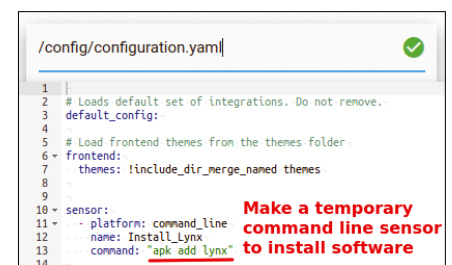 /config/configuration.yaml
1
2 # Loads default set of integrations. Do not remove.
3 default_config:
4
5 # Load frontend themes from the themes folder
6 frontend:
7 themes: !include_dir_merge_named themes
8
9
10 sensor:
11 - platform: command_line
12 name: Install_Lynx
13 command: "apk add lynx"
14
Make a temporary
command line sensor
to install software